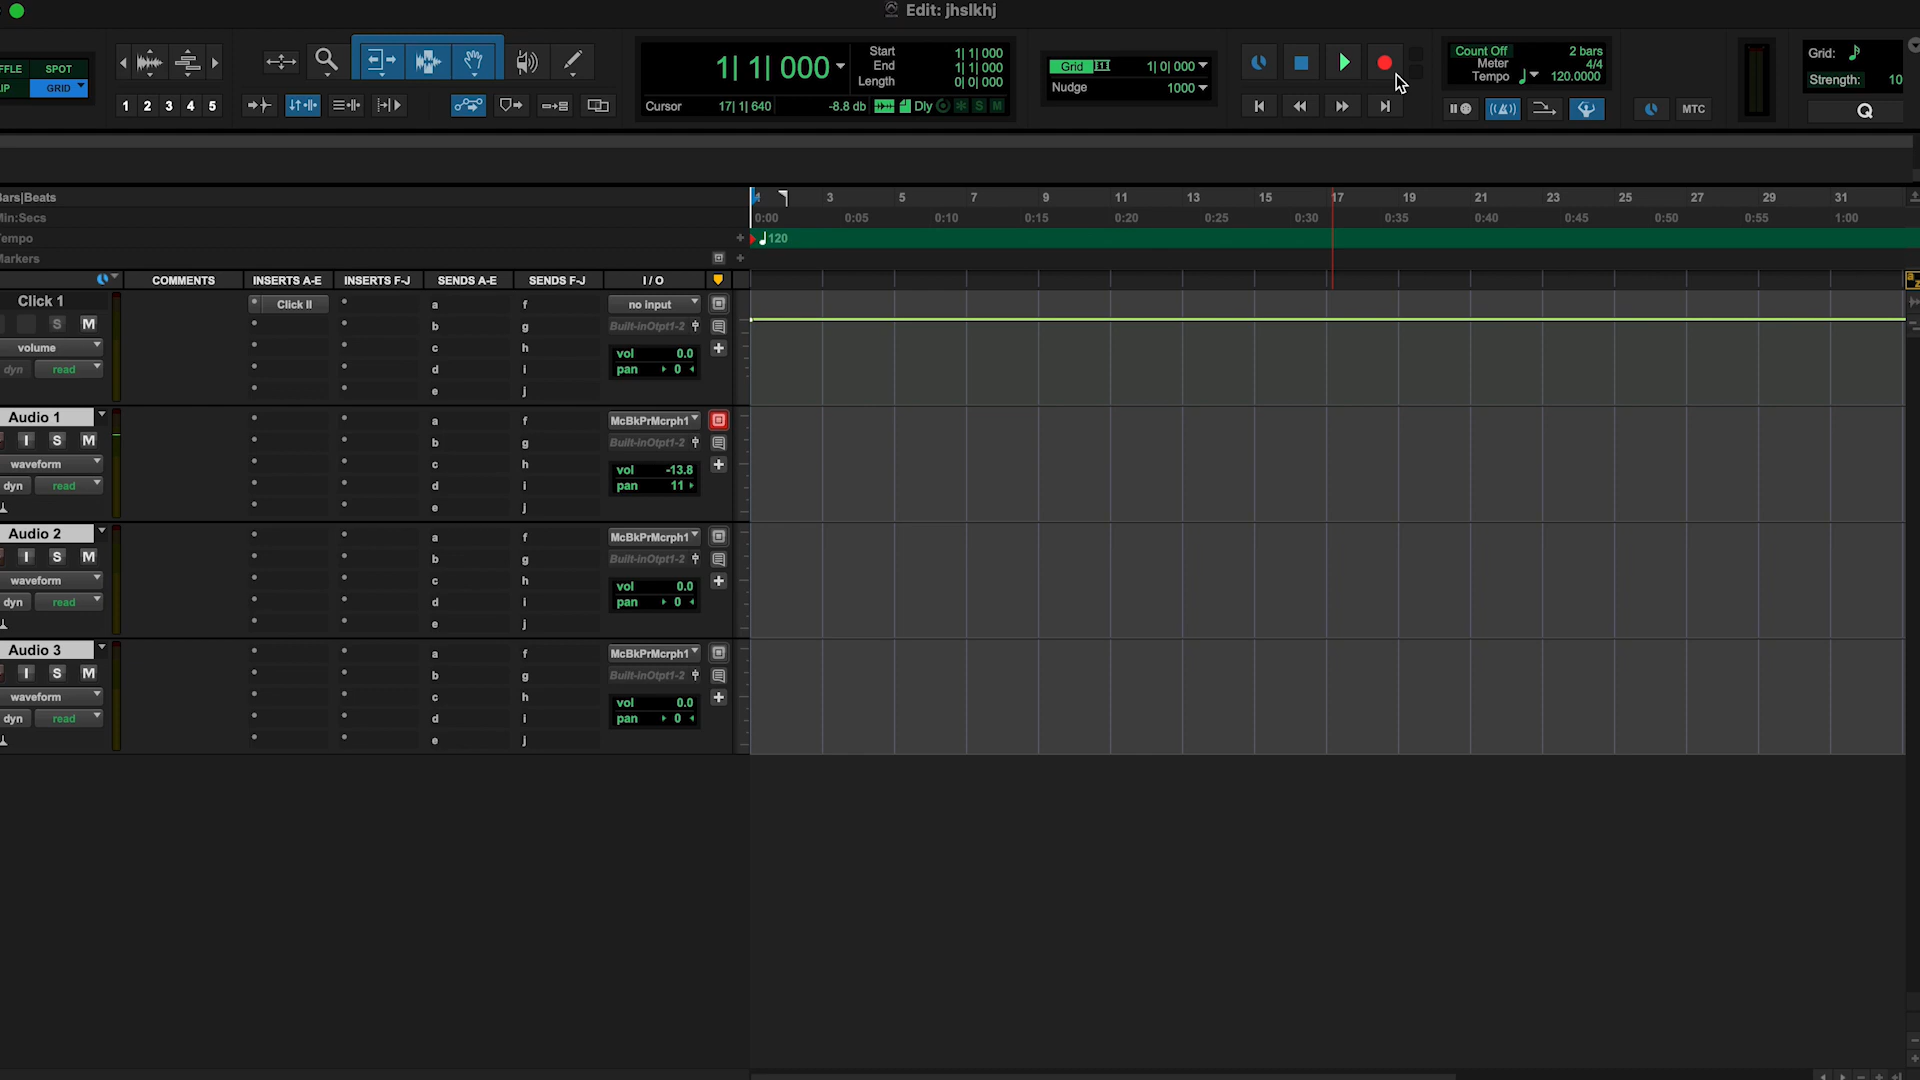 Edit: jhslkhj
FFLE SPOT
IP GRID
1 2 3 4 5
1| 1| 000
Start 1| 1| 000
End 1| 1| 000
Length 0| 0| 000
Cursor 17| 1| 640 -8.8 db Dly S M
Grid 1| 0| 000
Nudge 1000
Count Off 2 bars
Meter 4/4
Tempo 120.0000
MTC
Grid:
Strength: 10
Q
Bars|Beats 1 3 5 7 9 11 13 15 17 19 21 23 25 27 29 31
Min:Secs 0:00 0:05 0:10 0:15 0:20 0:25 0:30 0:35 0:40 0:45 0:50 0:55 1:00
Tempo + 120
Markers +
COMMENTS INSERTS A-E INSERTS F-J SENDS A-E SENDS F-J I / O
Click 1 Click II a f no input
S M b g Built-inOtpt1-2
volume c h vol 0.0
dyn read d i pan 0
e j
Audio 1 a f McBkPrMcrph1
I S M b g Built-inOtpt1-2
waveform c h vol -13.8
dyn read d i pan 11
e j
Audio 2 a f McBkPrMcrph1
I S M b g Built-inOtpt1-2
waveform c h vol 0.0
dyn read d i pan 0
e j
Audio 3 a f McBkPrMcrph1
I S M b g Built-inOtpt1-2
waveform c h vol 0.0
dyn read d i pan 0
e j